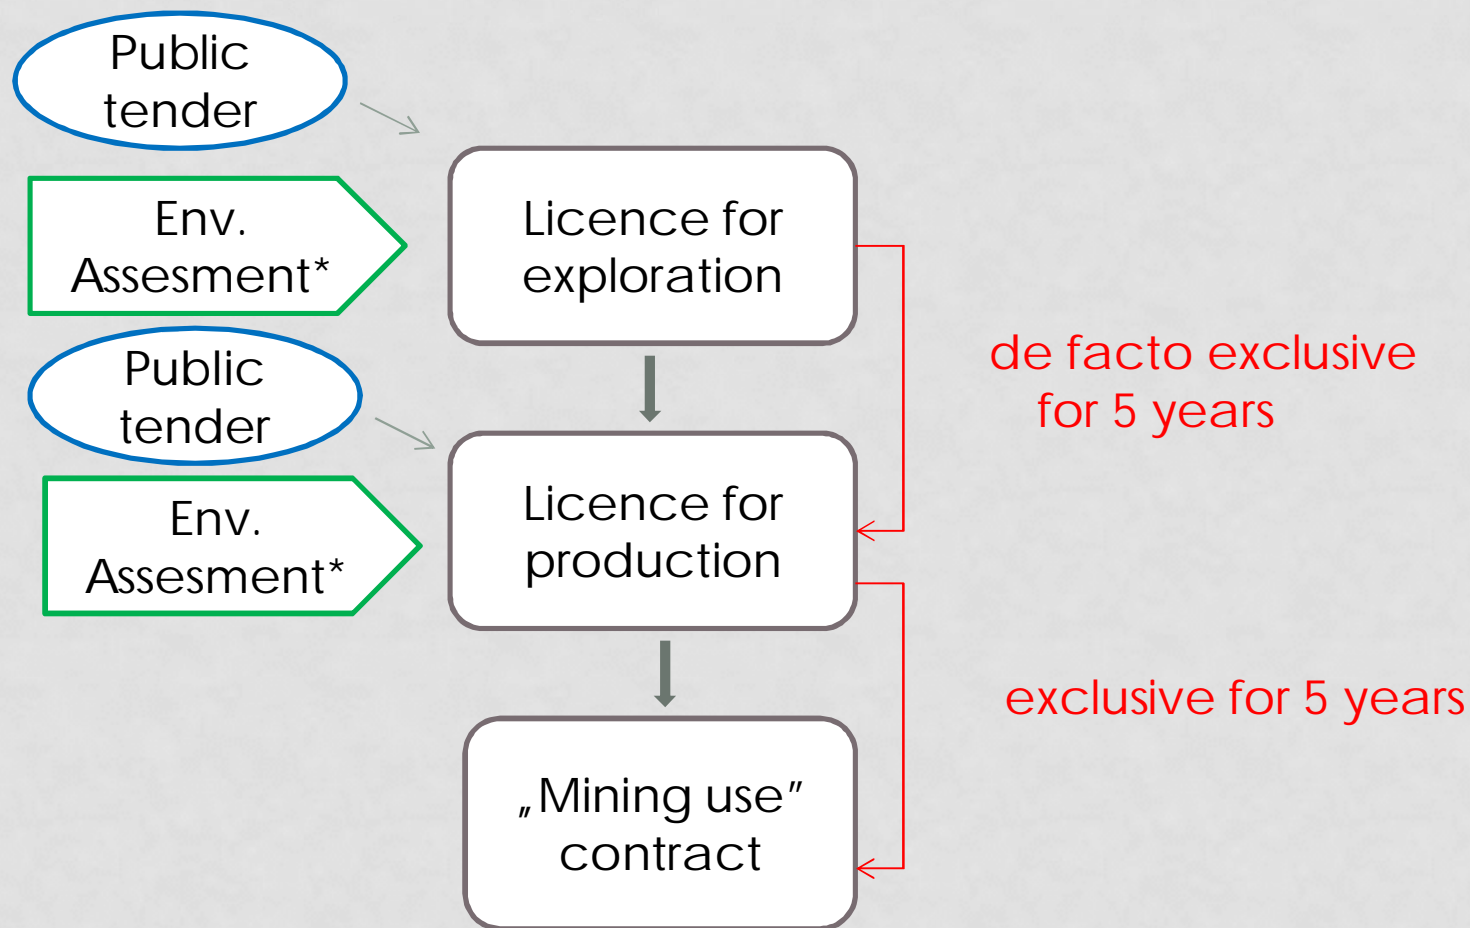 Public
tender
Env.
Assesment*
Licence for
exploration
de facto exclusive
for 5 years
Public
tender
Env.
Assesment*
Licence for
production
exclusive for 5 years
„Mining use”
contract